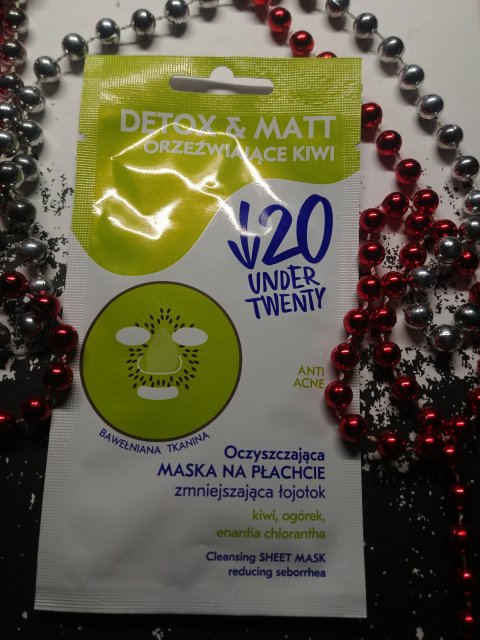 DETOX & MATT
ORZEŹWIAJĄCE KIWI
20
UNDER
TWENTY
ANTI
ACNE
BAWEŁNIANA TKANINA
Oczyszczająca
MASKA NA PŁACHCIE
zmniejszająca łojotok
kiwi, ogórek,
enantia chlorantha
Cleansing SHEET MASK
reducing seborrhea